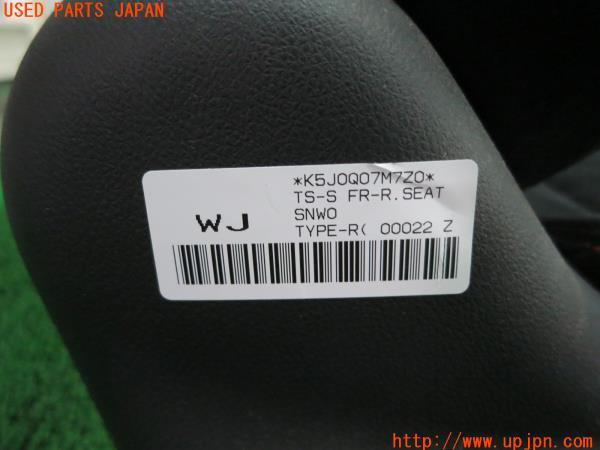 USED PARTS JAPAN
*K5J0Q07M7Z0*
TS-S FR-R.SEAT
WJ
SNW0
TYPE-R( 00022 Z
http://www.upjpn.com/